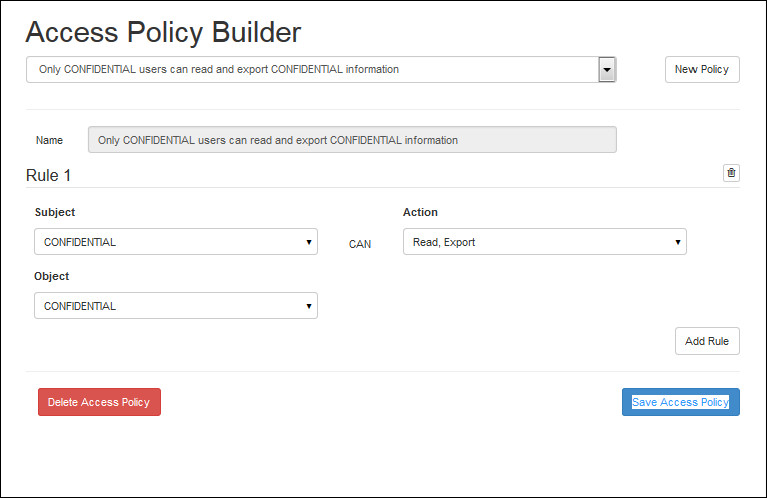 Access Policy Builder
Only CONFIDENTIAL users can read and export CONFIDENTIAL information
New Policy
Name
Only CONFIDENTIAL users can read and export CONFIDENTIAL information
Rule 1
Subject
Action
CONFIDENTIAL
CAN
Read, Export
Object
CONFIDENTIAL
Add Rule
Delete Access Policy
Save Access Policy